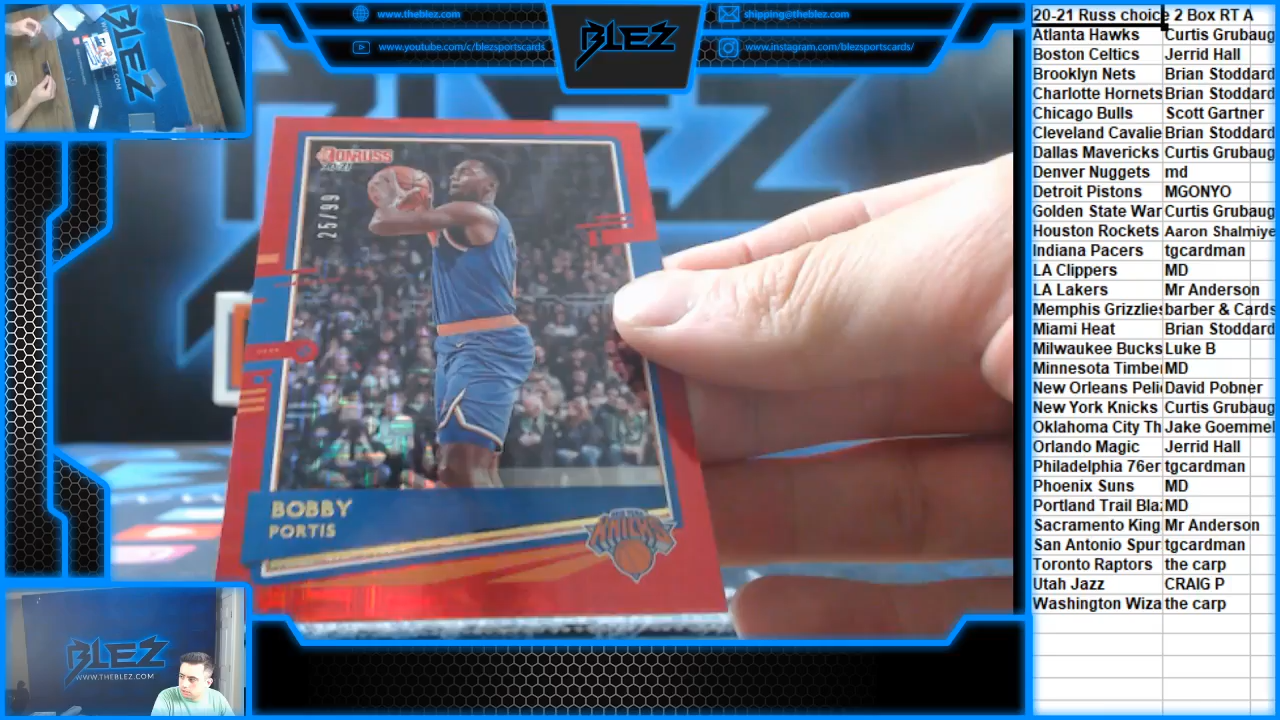 BLEZ
.COM
www.theblez.com
shipping@theblez.com
www.youtube.com/c/blezsportscards
www.instagram.com/blezsportscards/
BLEZ
DONRUSS
2020-21
25/99
BOBBY
PORTIS
NEW YORK
KNICKS
BLEZ
WWW.THEBLEZ.COM
20-21 Russ choice 2 Box RT A
Atlanta Hawks Curtis Grubaug
Boston Celtics Jerrid Hall
Brooklyn Nets Brian Stoddard
Charlotte Hornets Brian Stoddard
Chicago Bulls Scott Gartner
Cleveland Cavalie Brian Stoddard
Dallas Mavericks Curtis Grubaug
Denver Nuggets md
Detroit Pistons MGONYO
Golden State War Curtis Grubaug
Houston Rockets Aaron Shalmiye
Indiana Pacers tgcardman
LA Clippers MD
LA Lakers Mr Anderson
Memphis Grizzlies barber & Cards
Miami Heat Brian Stoddard
Milwaukee Bucks Luke B
Minnesota Timbe MD
New Orleans Peli David Pobner
New York Knicks Curtis Grubaug
Oklahoma City Th Jake Goemmel
Orlando Magic Jerrid Hall
Philadelphia 76er tgcardman
Phoenix Suns MD
Portland Trail Bla MD
Sacramento King Mr Anderson
San Antonio Spur tgcardman
Toronto Raptors the carp
Utah Jazz CRAIG P
Washington Wiza the carp